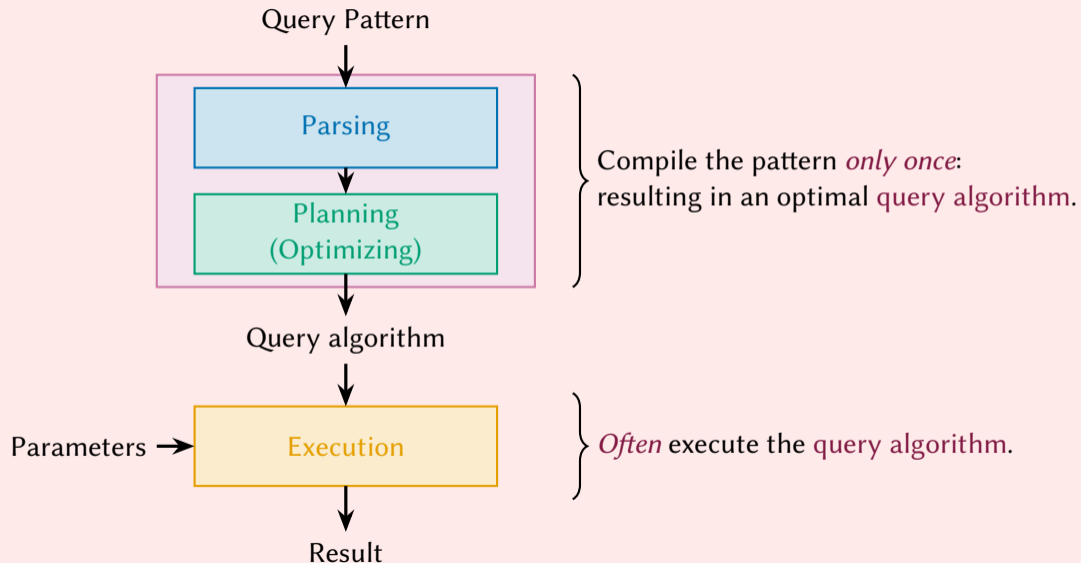 Query Pattern
Parsing
Compile the pattern only once:
resulting in an optimal query algorithm.
Planning
(Optimizing)
Query algorithm
Parameters
Execution
Often execute the query algorithm.
Result